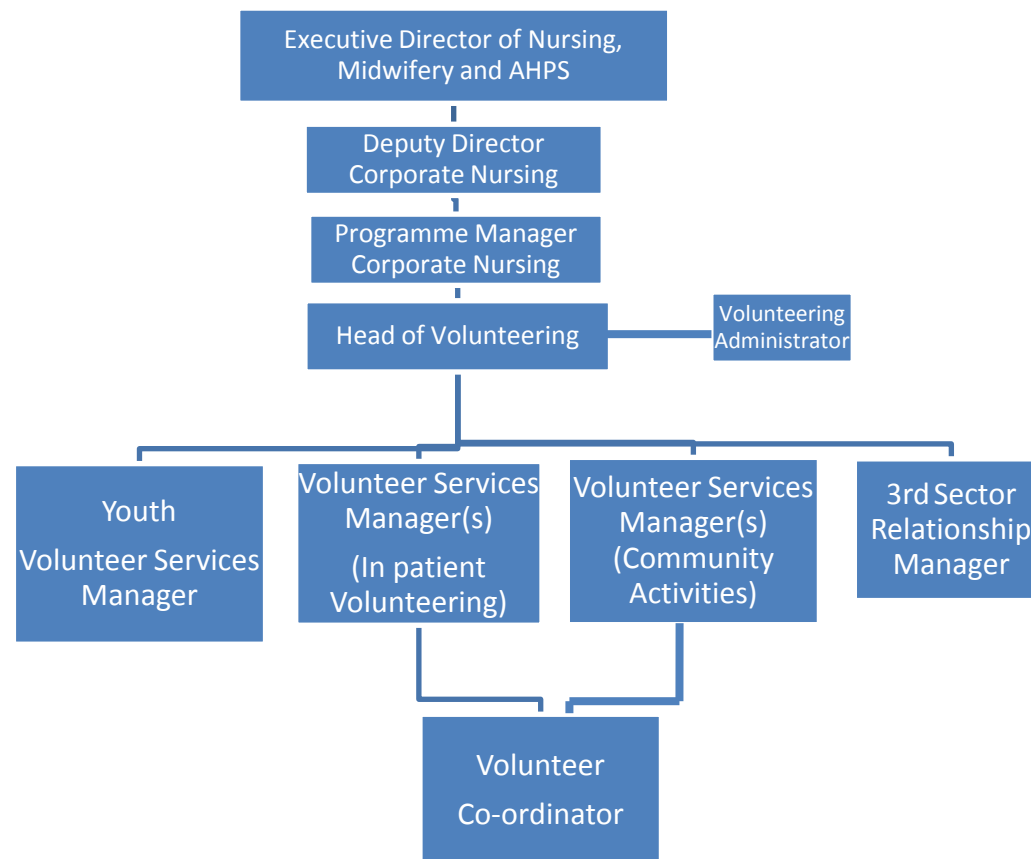 Executive Director of Nursing,
Midwifery and AHPS
Deputy Director
Corporate Nursing
Programme Manager
Corporate Nursing
Head of Volunteering
Volunteering
Administrator
Youth
Volunteer Services
Manager
Volunteer Services
Manager(s)
(In patient
Volunteering)
Volunteer Services
Manager(s)
(Community
Activities)
3rd Sector
Relationship
Manager
Volunteer
Co-ordinator